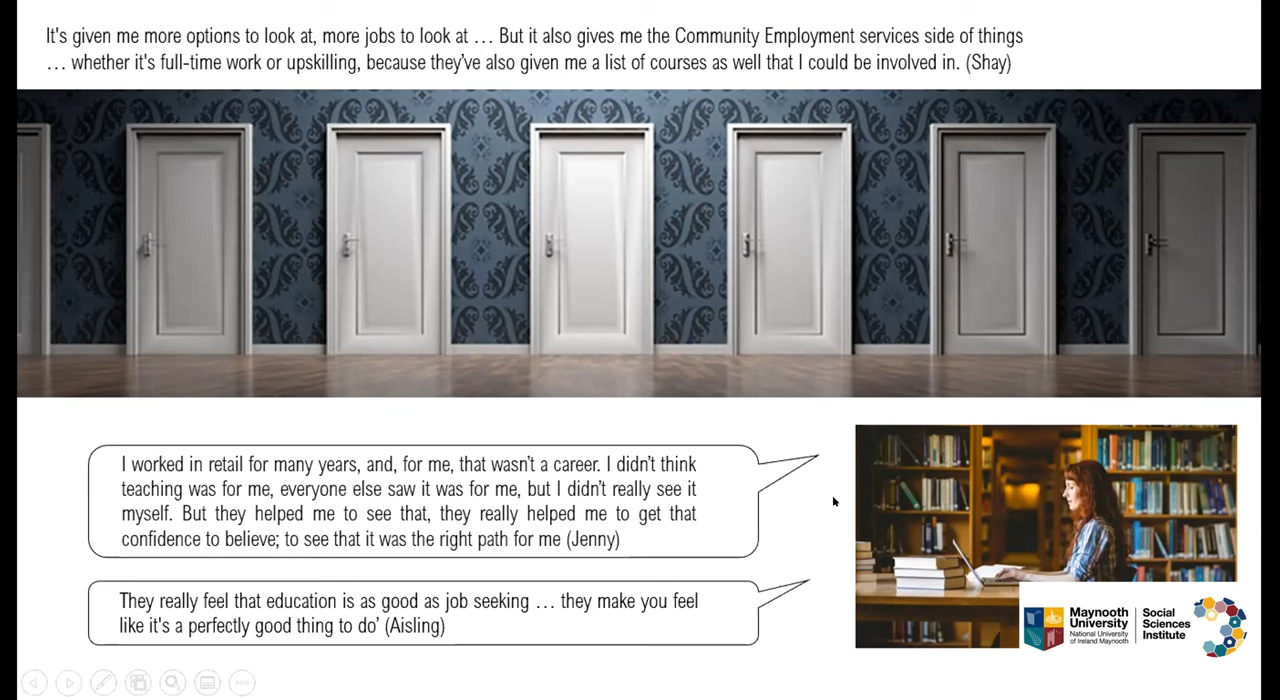 It's given me more options to look at, more jobs to look at … But it also gives me the Community Employment services side of things
… whether it's full-time work or upskilling, because they've also given me a list of courses as well that I could be involved in. (Shay)
I worked in retail for many years, and, for me, that wasn't a career. I didn't think
teaching was for me, everyone else saw it was for me, but I didn't really see it
myself. But they helped me to see that, they really helped me to get that
confidence to believe; to see that it was the right path for me (Jenny)
They really feel that education is as good as job seeking … they make you feel
like it's a perfectly good thing to do' (Aisling)
Maynooth
University
National University
of Ireland Maynooth
Social
Sciences
Institute